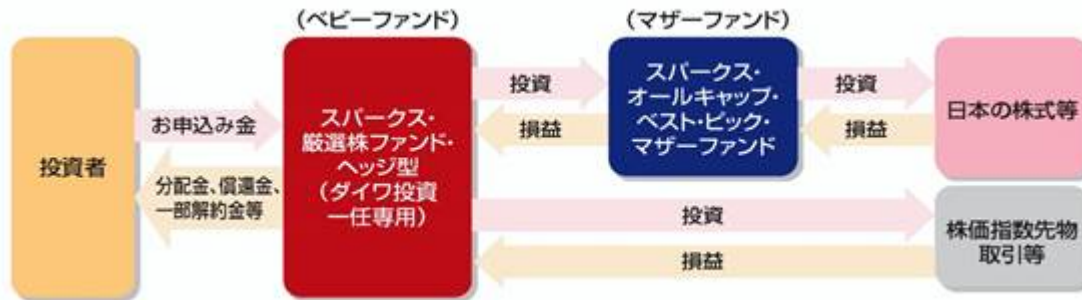 (ベビーファンド)
(マザーファンド)
投資者
お申込み金
分配金、償還金、
一部解約金等
スパークス・
厳選株ファンド・
ヘッジ型
(ダイワ投資
一任専用)
投資
損益
スパークス・
オールキャップ・
ベスト・ピック・
マザーファンド
投資
損益
日本の株式等
投資
損益
株価指数先物
取引等